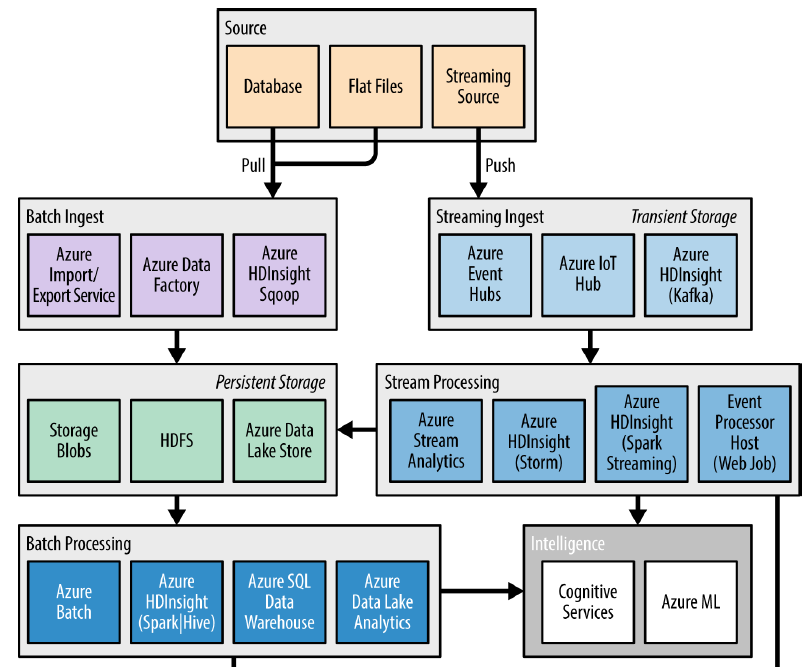 Source
Database
Flat Files
Streaming
Source
Pull
Push
Batch Ingest
Azure
Import/
Export Service
Azure Data
Factory
Azure
HDInsight
Sqoop
Streaming Ingest
Transient Storage
Azure
Event
Hubs
Azure IoT
Hub
Azure
HDInsight
(Kafka)
Persistent Storage
Storage
Blobs
HDFS
Azure Data
Lake Store
Stream Processing
Azure
Stream
Analytics
Azure
HDInsight
(Storm)
Azure
HDInsight
(Spark
Streaming)
Event
Processor
Host
(Web Job)
Batch Processing
Azure
Batch
Azure
HDInsight
(Spark|Hive)
Azure SQL
Data
Warehouse
Azure
Data Lake
Analytics
Intelligence
Cognitive
Services
Azure ML